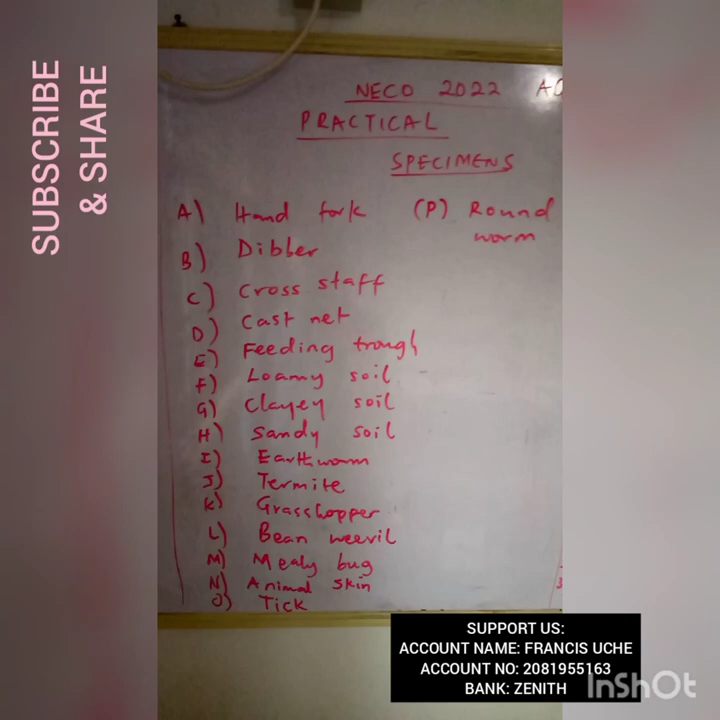 SUBSCRIBE
& SHARE
NECO 2022
PRACTICAL
SPECIMENS
A) Hand fork
B) Dibber
C) Cross staff
D) Cast net
E) Feeding trough
F) Loamy soil
G) Clayey soil
H) Sandy soil
I) Earthworm
J) Termite
K) Grasshopper
L) Bean weevil
M) Mealy bug
N) Animal skin
O) Tick
(P) Round
worm
SUPPORT US:
ACCOUNT NAME: FRANCIS UCHE
ACCOUNT NO: 2081955163
BANK: ZENITH
InShOt